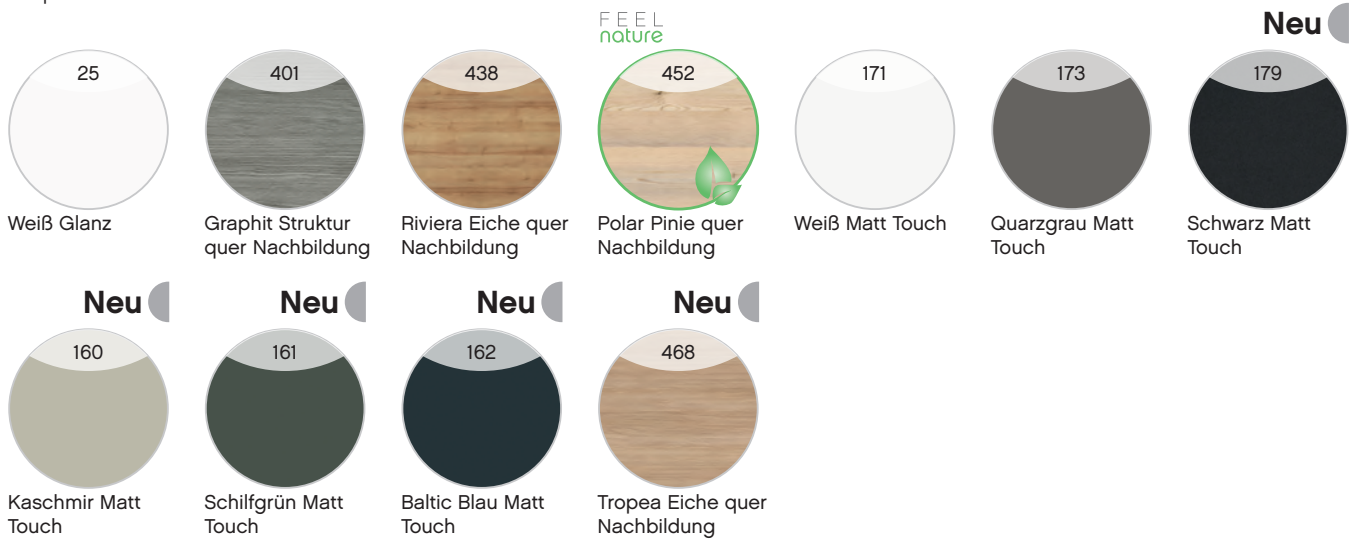 FEEL
nature
Neu
25
401
438
452
171
173
179
Weiß Glanz
Graphit Struktur
quer Nachbildung
Riviera Eiche quer
Nachbildung
Polar Pinie quer
Nachbildung
Weiß Matt Touch
Quarzgrau Matt
Touch
Schwarz Matt
Touch
Neu
Neu
Neu
Neu
160
161
162
468
Kaschmir Matt
Touch
Schilfgrün Matt
Touch
Baltic Blau Matt
Touch
Tropea Eiche quer
Nachbildung